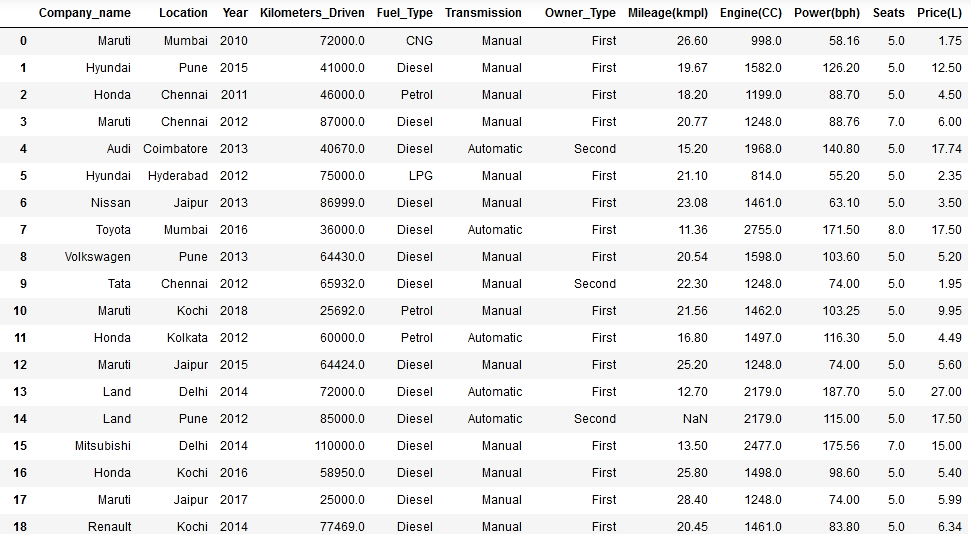 Company_name Location Year Kilometers_Driven Fuel_Type Transmission Owner_Type Mileage(kmpl) Engine(CC) Power(bph) Seats Price(L)
0 Maruti Mumbai 2010 72000.0 CNG Manual First 26.60 998.0 58.16 5.0 1.75
1 Hyundai Pune 2015 41000.0 Diesel Manual First 19.67 1582.0 126.20 5.0 12.50
2 Honda Chennai 2011 46000.0 Petrol Manual First 18.20 1199.0 88.70 5.0 4.50
3 Maruti Chennai 2012 87000.0 Diesel Manual First 20.77 1248.0 88.76 7.0 6.00
4 Audi Coimbatore 2013 40670.0 Diesel Automatic Second 15.20 1968.0 140.80 5.0 17.74
5 Hyundai Hyderabad 2012 75000.0 LPG Manual First 21.10 814.0 55.20 5.0 2.35
6 Nissan Jaipur 2013 86999.0 Diesel Manual First 23.08 1461.0 63.10 5.0 3.50
7 Toyota Mumbai 2016 36000.0 Diesel Automatic First 11.36 2755.0 171.50 8.0 17.50
8 Volkswagen Pune 2013 64430.0 Diesel Manual First 20.54 1598.0 103.60 5.0 5.20
9 Tata Chennai 2012 65932.0 Diesel Manual Second 22.30 1248.0 74.00 5.0 1.95
10 Maruti Kochi 2018 25692.0 Petrol Manual First 21.56 1462.0 103.25 5.0 9.95
11 Honda Kolkata 2012 60000.0 Petrol Automatic First 16.80 1497.0 116.30 5.0 4.49
12 Maruti Jaipur 2015 64424.0 Diesel Manual First 25.20 1248.0 74.00 5.0 5.60
13 Land Delhi 2014 72000.0 Diesel Automatic First 12.70 2179.0 187.70 5.0 27.00
14 Land Pune 2012 85000.0 Diesel Automatic Second NaN 2179.0 115.00 5.0 17.50
15 Mitsubishi Delhi 2014 110000.0 Diesel Manual First 13.50 2477.0 175.56 7.0 15.00
16 Honda Kochi 2016 58950.0 Diesel Manual First 25.80 1498.0 98.60 5.0 5.40
17 Maruti Jaipur 2017 25000.0 Diesel Manual First 28.40 1248.0 74.00 5.0 5.99
18 Renault Kochi 2014 77469.0 Diesel Manual First 20.45 1461.0 83.80 5.0 6.34